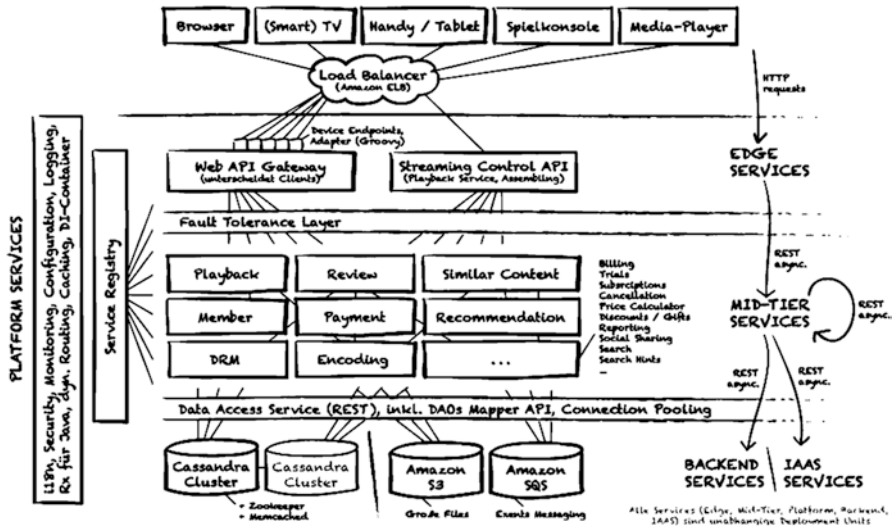 Browser
(Smart) TV
Handy / Tablet
Spielkonsole
Media-Player
Load Balancer
(Amazon ELB)
HTTP
requests
Device Endpoints,
Adapter (Groovy)
Web API Gateway
(unterscheidet Clients)
Streaming Control API
(Playback Service, Assembling)
EDGE
SERVICES
PLATFORM SERVICES
i18n, Security, Monitoring, Configuration, Logging,
Rx für Java, dyn. Routing, Caching, DI-Container
Service Registry
Fault Tolerance Layer
REST
async.
Playback
Review
Similar Content
Member
Payment
Recommendation
DRM
Encoding
...
Billing
Trials
Subsrciptions
Cancellation
Price Calculator
Discounts / Gifts
Reporting
Social Sharing
Search
Search Hints
...
MID-TIER
SERVICES
REST
async.
REST
async.
REST
async.
Data Access Service (REST), inkl. DAOs Mapper API, Connection Pooling
Cassandra
Cluster
Cassandra
Cluster
Amazon
S3
Amazon
SQS
+ Zookeeper
+ Memcached
Große Files
Events Messaging
BACKEND
SERVICES
IAAS
SERVICES
Alle Services (Edge, Mid-Tier, Platform, Backend,
IAAS) sind unabhängige Deployment Units